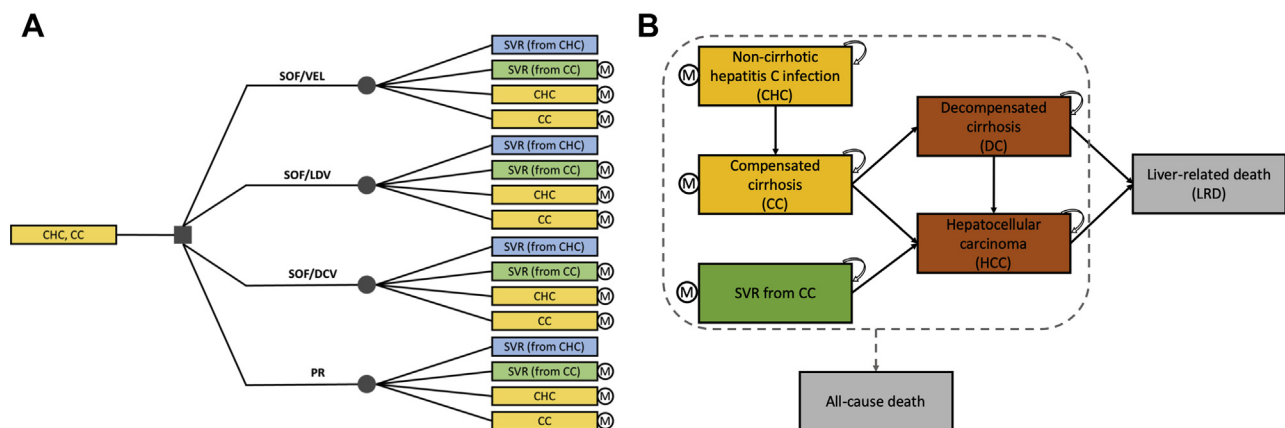 A
CHC, CC
SOF/VEL
SVR (from CHC)
SVR (from CC) M
CHC M
CC M
SOF/LDV
SVR (from CHC)
SVR (from CC) M
CHC M
CC M
SOF/DCV
SVR (from CHC)
SVR (from CC) M
CHC M
CC M
PR
SVR (from CHC)
SVR (from CC) M
CHC M
CC M
B
M
Non-cirrhotic
hepatitis C infection
(CHC)
M
Compensated
cirrhosis
(CC)
M
SVR from CC
Decompensated
cirrhosis
(DC)
Hepatocellular
carcinoma
(HCC)
Liver-related death
(LRD)
All-cause death